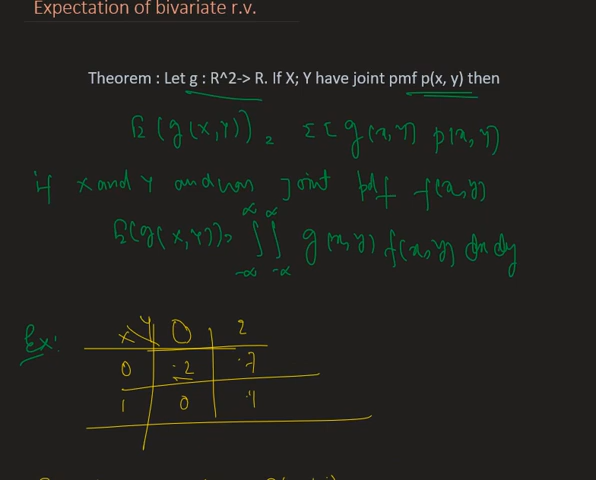 Expectation of bivariate r.v.
Theorem : Let g : R^2-> R. If X; Y have joint pmf p(x, y) then
E(g(X,Y)) = ΣΣ g(x,y) p(x,y)
if x and y and joint pdf f(x,y)
E(g(X,Y)) = ∫∫ g(x,y) f(x,y) dx dy
∞ ∞
-∞ -∞
Ex:
X\Y 0 2
0 .2 .7
1 0 .1